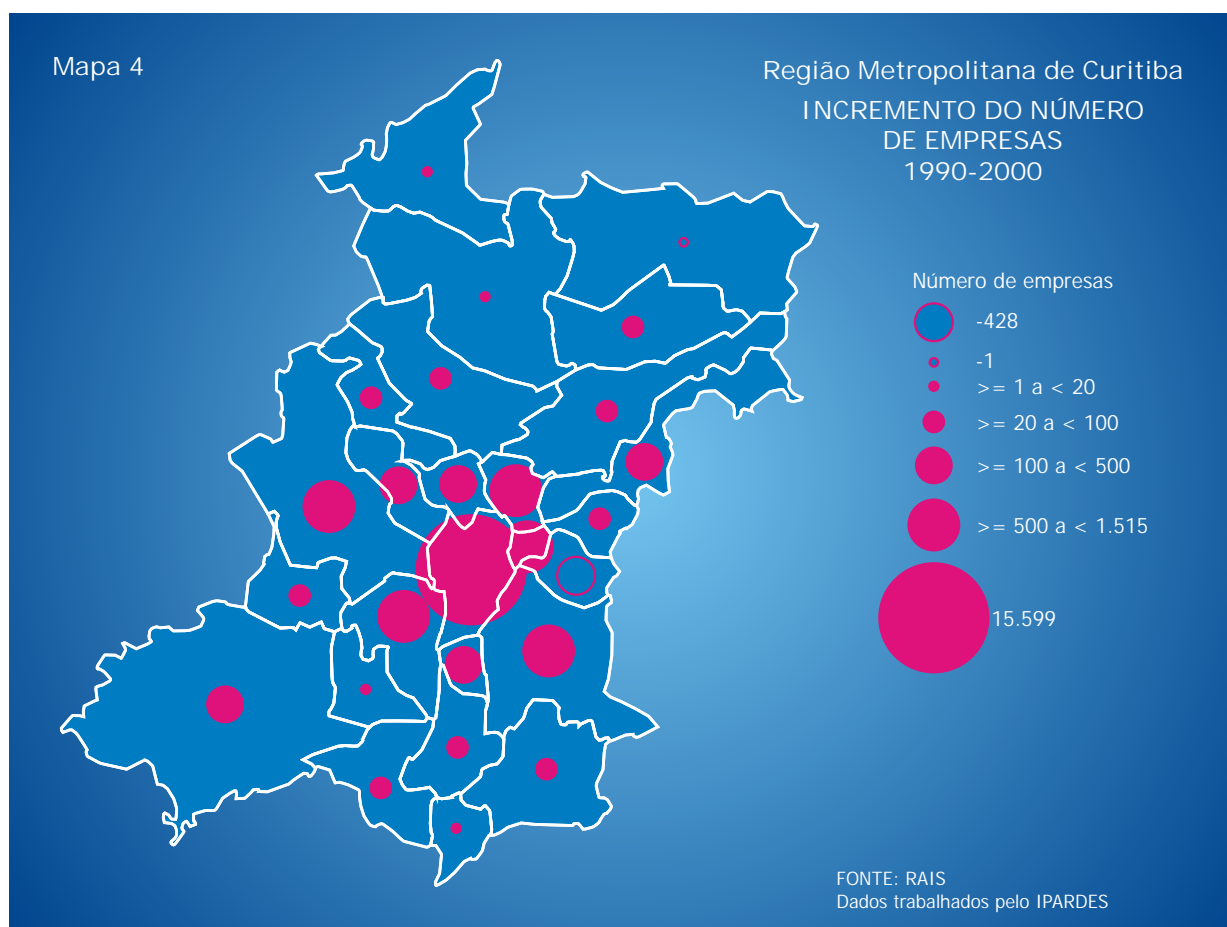 Mapa 4
Região Metropolitana de Curitiba
INCREMENTO DO NÚMERO
DE EMPRESAS
1990-2000
Número de empresas
-428
-1
>= 1 a < 20
>= 20 a < 100
>= 100 a < 500
>= 500 a < 1.515
15.599
FONTE: RAIS
Dados trabalhados pelo IPARDES